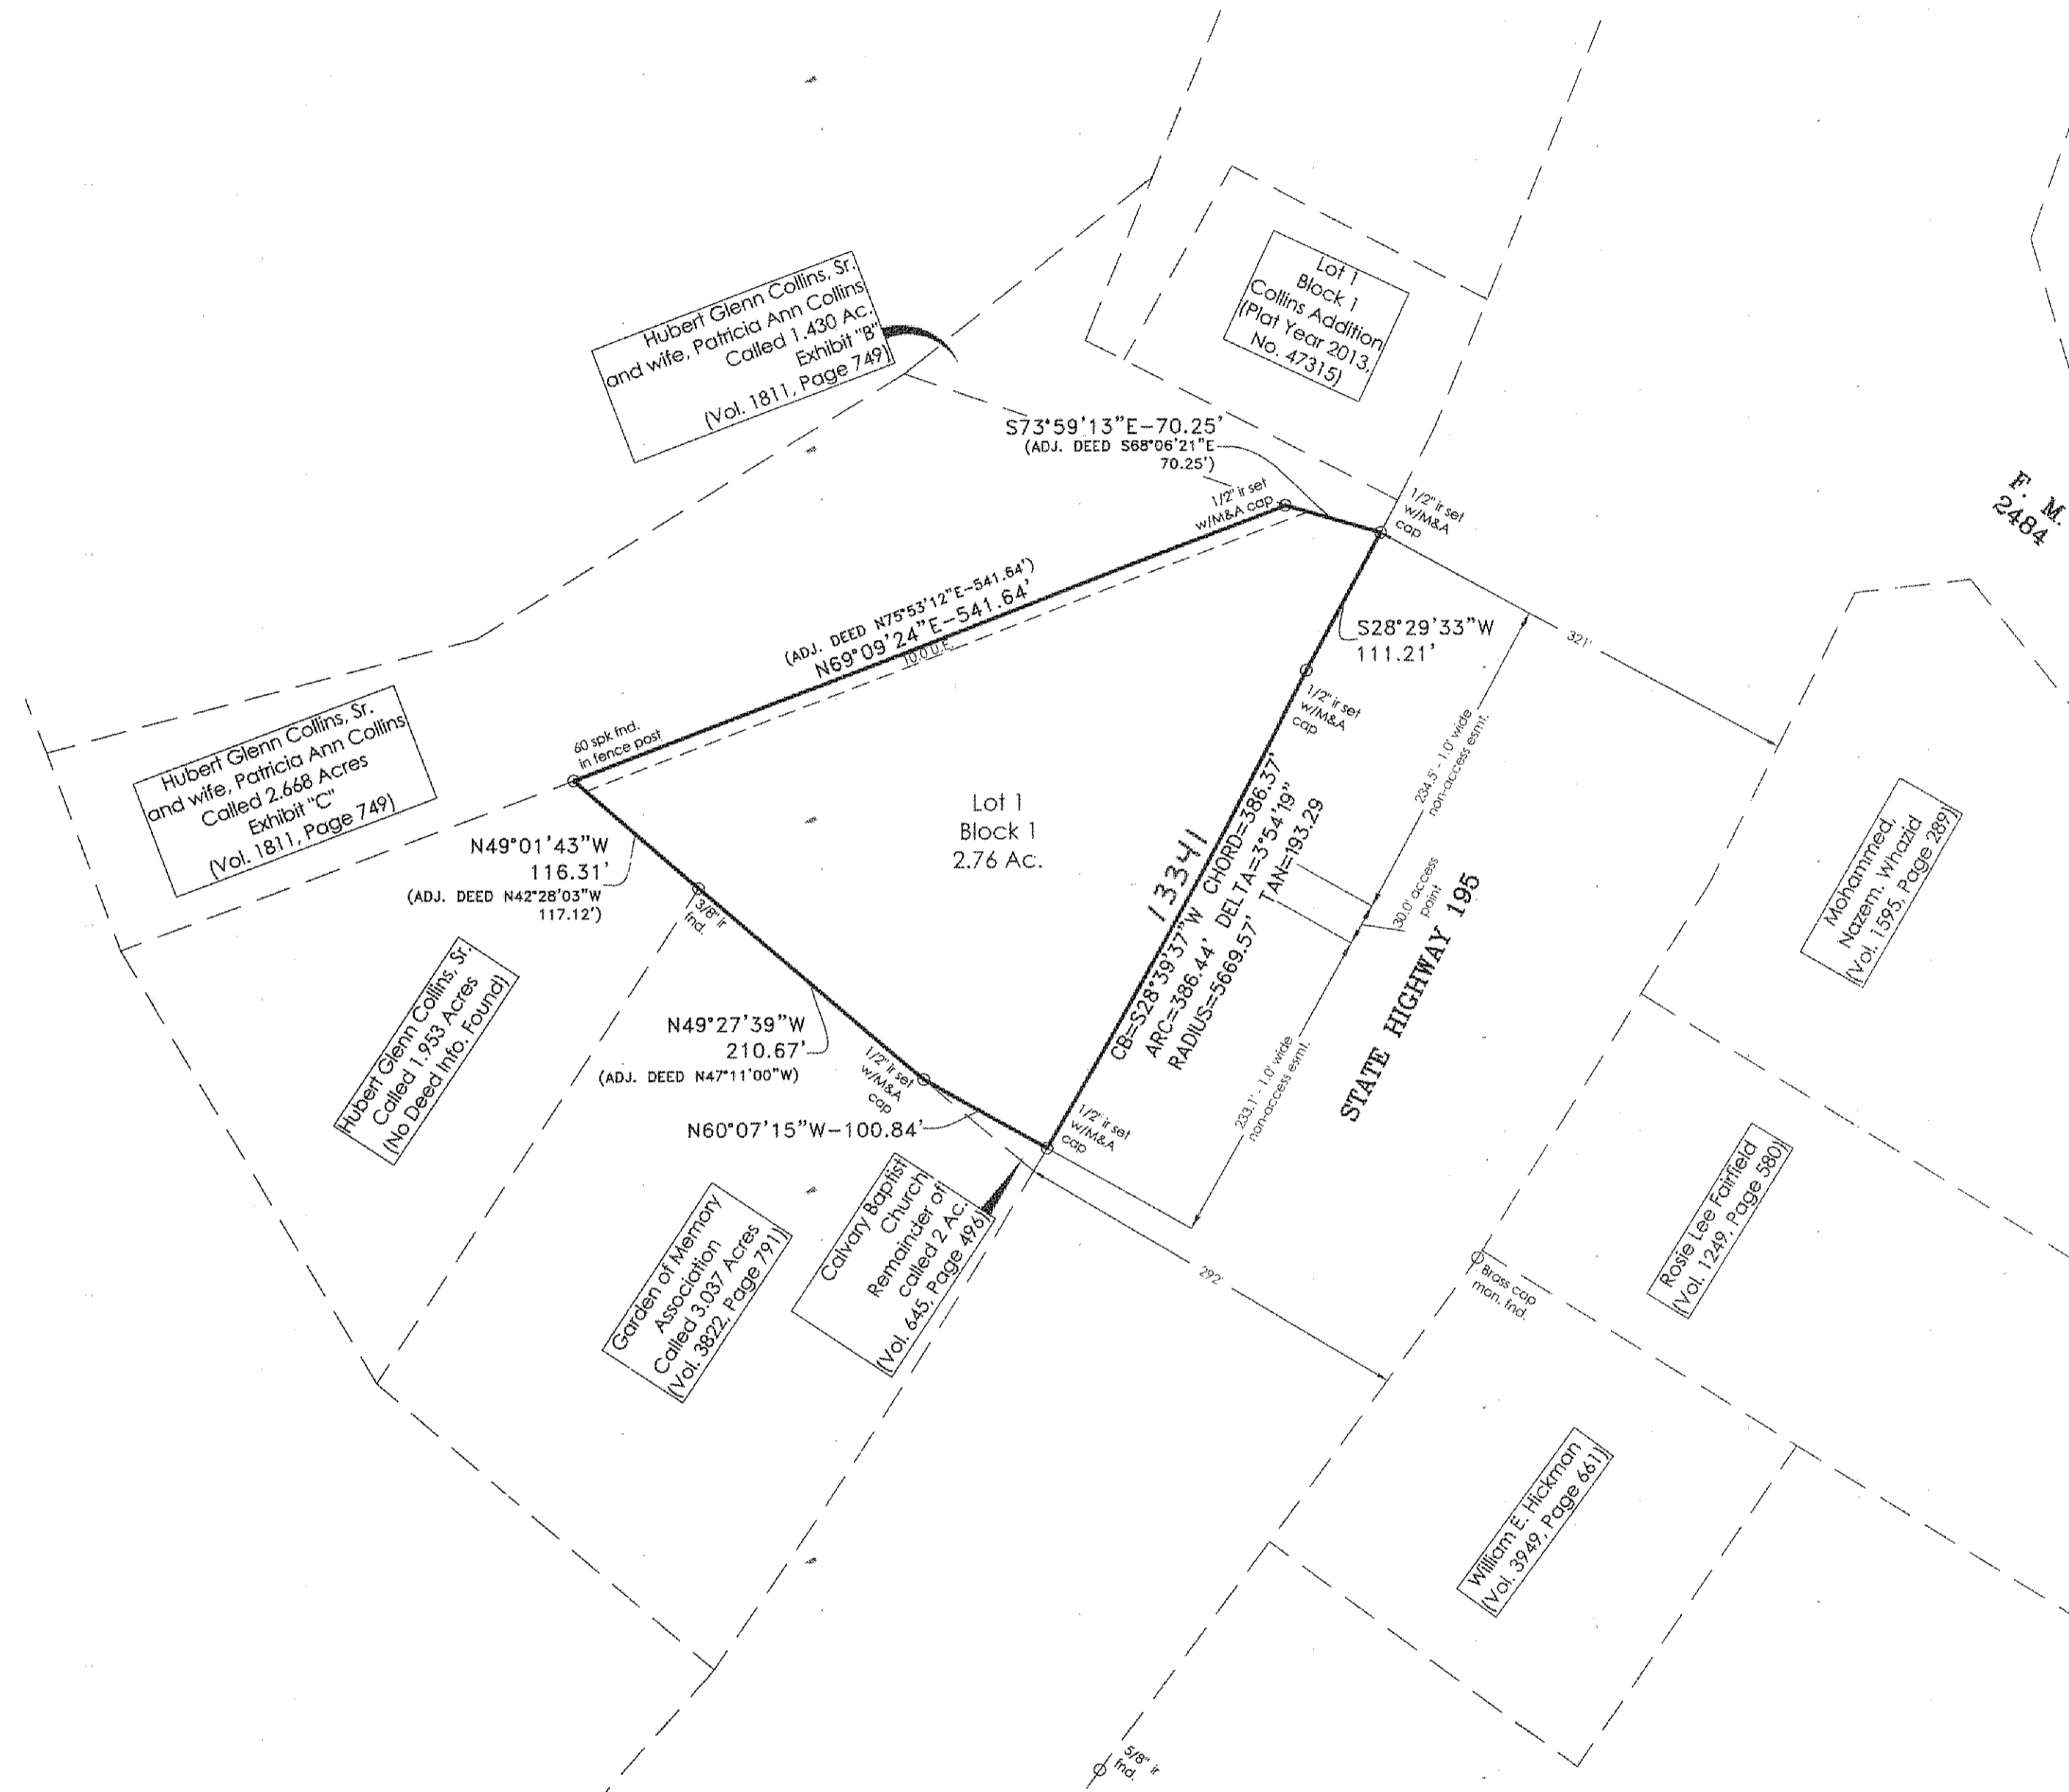 Lot 1
Block 1
Collins Addition
(Plat Year 2013,
No. 47315)
Hubert Glenn Collins, Sr.
and wife, Patricia Ann Collins
Called 1.430 Ac.
Exhibit "B"
(Vol. 1811, Page 749)
S73°59'13"E-70.25'
(ADJ. DEED S68°06'21"E
70.25')
1/2" ir set
w/M&A cap
1/2" ir set
w/M&A
cap
F. M.
2484
(ADJ. DEED N75°53'12"E-541.64')
N69°09'24"E-541.64'
10.0 U.E.
S28°29'33"W
111.21'
321'
1/2" ir set
w/M&A
cap
60 spk fnd.
in fence post
Hubert Glenn Collins, Sr.
and wife, Patricia Ann Collins
Called 2.668 Acres
Exhibit "C"
(Vol. 1811, Page 749)
234.5' - 1.0' wide
non-access esmt.
Lot 1
Block 1
2.76 Ac.
N49°01'43"W
116.31'
(ADJ. DEED N42°28'03"W
117.12')
3/8" ir
fnd.
13341
CB=S28°39'37"W CHORD=386.37'
ARC=386.44' DELTA=3°54'19"
RADIUS=5669.57' TAN=193.29
30.0' access
point
STATE HIGHWAY 195
Mohammed,
Nazem. Whazid
(Vol. 1595, Page 289)
Hubert Glenn Collins, Sr.
Called 1.953 Acres
(No Deed Info. Found)
N49°27'39"W
210.67'
(ADJ. DEED N47°11'00"W)
1/2" ir set
w/M&A
cap
N60°07'15"W-100.84'
1/2" ir set
w/M&A
cap
233.1' - 1.0' wide
non-access esmt.
Garden of Memory
Association
Called 3.037 Acres
(Vol. 3822, Page 791)
Calvary Baptist
Church
Remainder of
called 2 Ac.
(Vol. 645, Page 496)
292'
Rosie Lee Fairfield
(Vol. 1249, Page 580)
Brass cap
mon. fnd.
William E. Hickman
(Vol. 3949, Page 661)
5/8" ir
fnd.